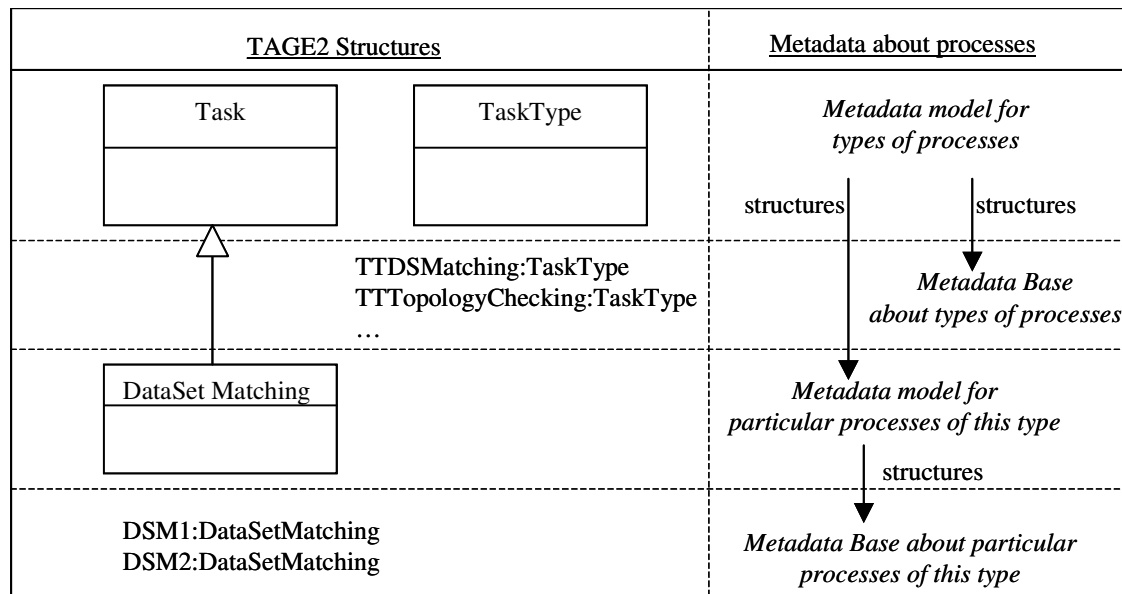 TAGE2 Structures
Metadata about processes
Task
TaskType
Metadata model for
types of processes
structures
structures
TTDSMatching:TaskType
TTTopologyChecking:TaskType
…
Metadata Base
about types of processes
DataSet Matching
Metadata model for
particular processes of this type
structures
DSM1:DataSetMatching
DSM2:DataSetMatching
Metadata Base about particular
processes of this type